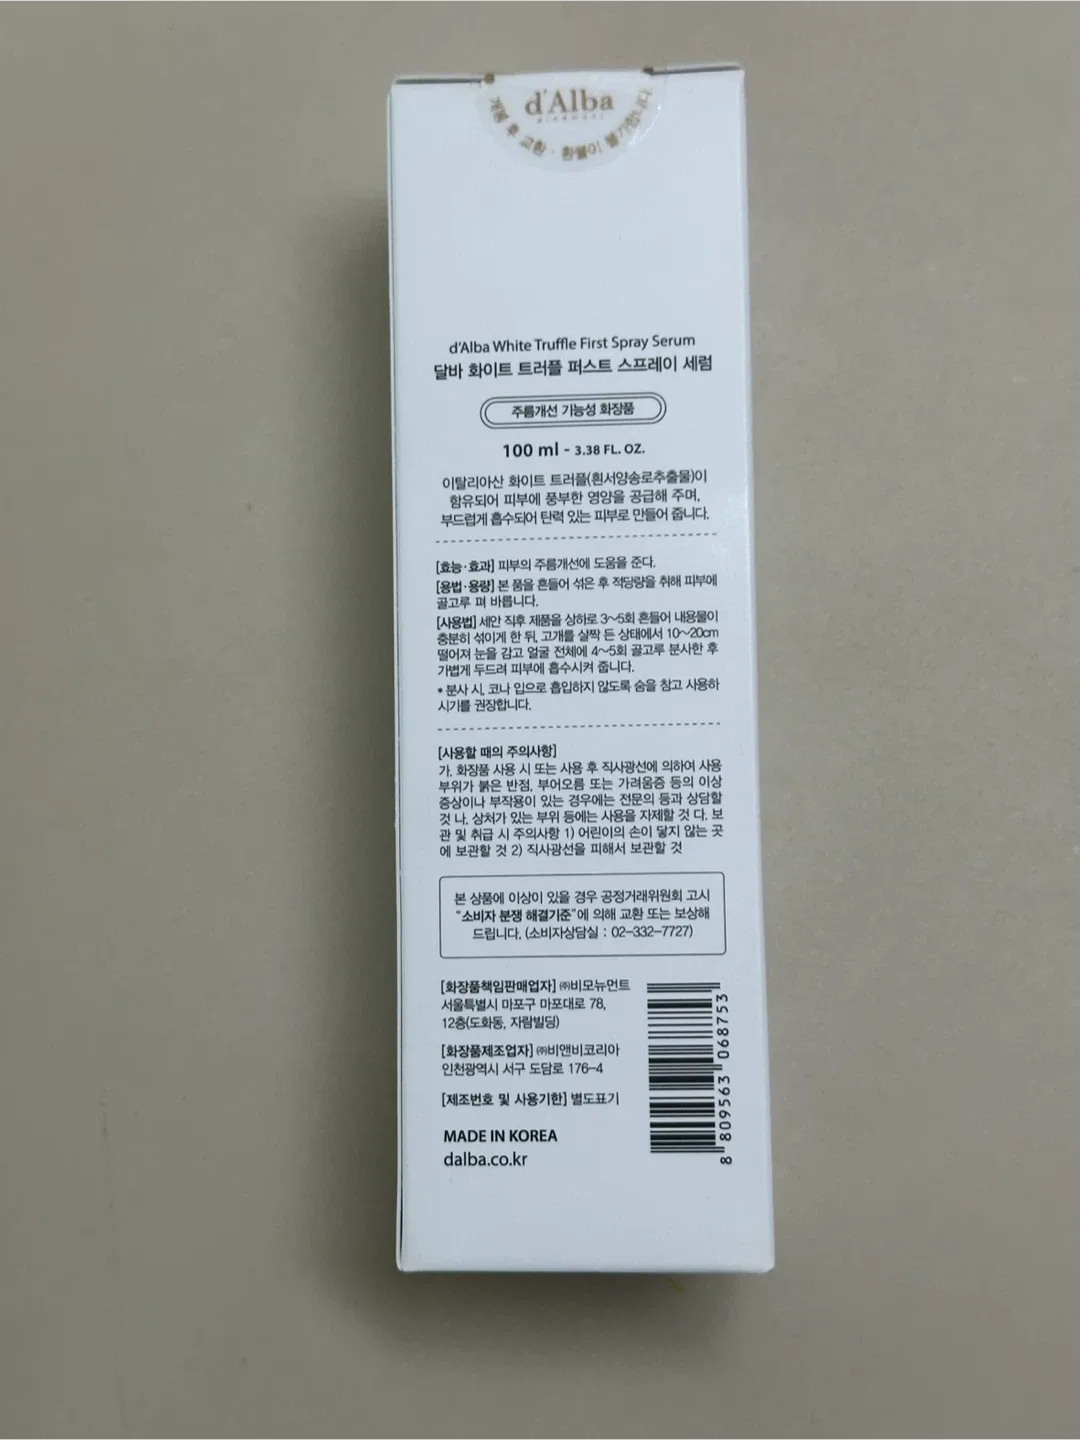 d'Alba
PIEDMONT
개봉 후 교환 · 환불이 불가합니다
d'Alba White Truffle First Spray Serum
달바 화이트 트러플 퍼스트 스프레이 세럼
주름개선 기능성 화장품
100 ml - 3.38 FL. OZ.
이탈리아산 화이트 트러플(흰서양송로추출물)이
함유되어 피부에 풍부한 영양을 공급해 주며,
부드럽게 흡수되어 탄력 있는 피부로 만들어 줍니다.
[효능·효과] 피부의 주름개선에 도움을 준다.
[용법·용량] 본 품을 흔들어 섞은 후 적당량을 취해 피부에
골고루 펴 바릅니다.
[사용법] 세안 직후 제품을 상하로 3~5회 흔들어 내용물이
충분히 섞이게 한 뒤, 고개를 살짝 든 상태에서 10~20cm
떨어져 눈을 감고 얼굴 전체에 4~5회 골고루 분사한 후
가볍게 두드려 피부에 흡수시켜 줍니다.
* 분사 시, 코나 입으로 흡입하지 않도록 숨을 참고 사용하
시기를 권장합니다.
[사용할 때의 주의사항]
가. 화장품 사용 시 또는 사용 후 직사광선에 의하여 사용
부위가 붉은 반점, 부어오름 또는 가려움증 등의 이상
증상이나 부작용이 있는 경우에는 전문의 등과 상담할
것 나. 상처가 있는 부위 등에는 사용을 자제할 것 다. 보
관 및 취급 시 주의사항 1) 어린이의 손이 닿지 않는 곳
에 보관할 것 2) 직사광선을 피해서 보관할 것
본 상품에 이상이 있을 경우 공정거래위원회 고시
"소비자 분쟁 해결기준"에 의해 교환 또는 보상해
드립니다. (소비자상담실 : 02-332-7727)
[화장품책임판매업자] ㈜비모뉴먼트
서울특별시 마포구 마포대로 78,
12층(도화동, 자람빌딩)
[화장품제조업자] ㈜비앤비코리아
인천광역시 서구 도담로 176-4
[제조번호 및 사용기한] 별도표기
MADE IN KOREA
dalba.co.kr
8 809563 068753